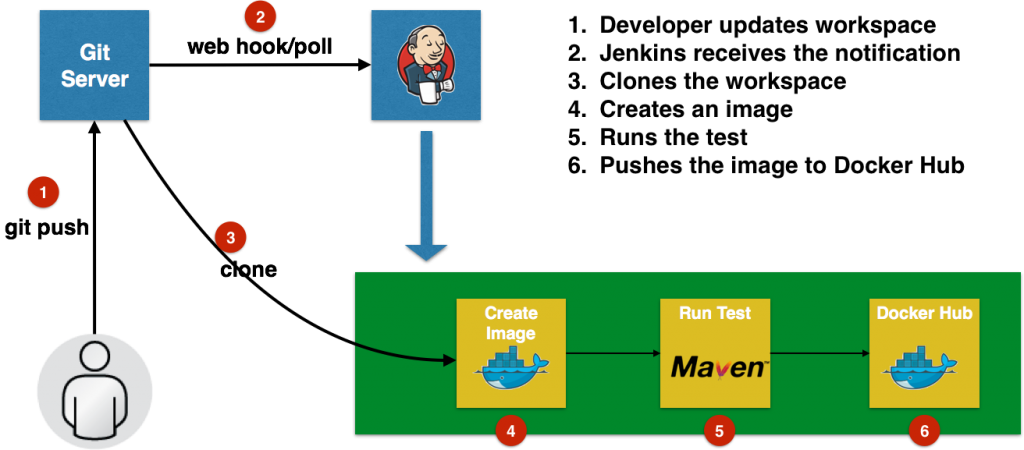 Git
Server
2
web hook/poll
1. Developer updates workspace
2. Jenkins receives the notification
3. Clones the workspace
4. Creates an image
5. Runs the test
6. Pushes the image to Docker Hub
1
git push
3
clone
Create
Image
Run Test
Maven™
Docker Hub
4
5
6